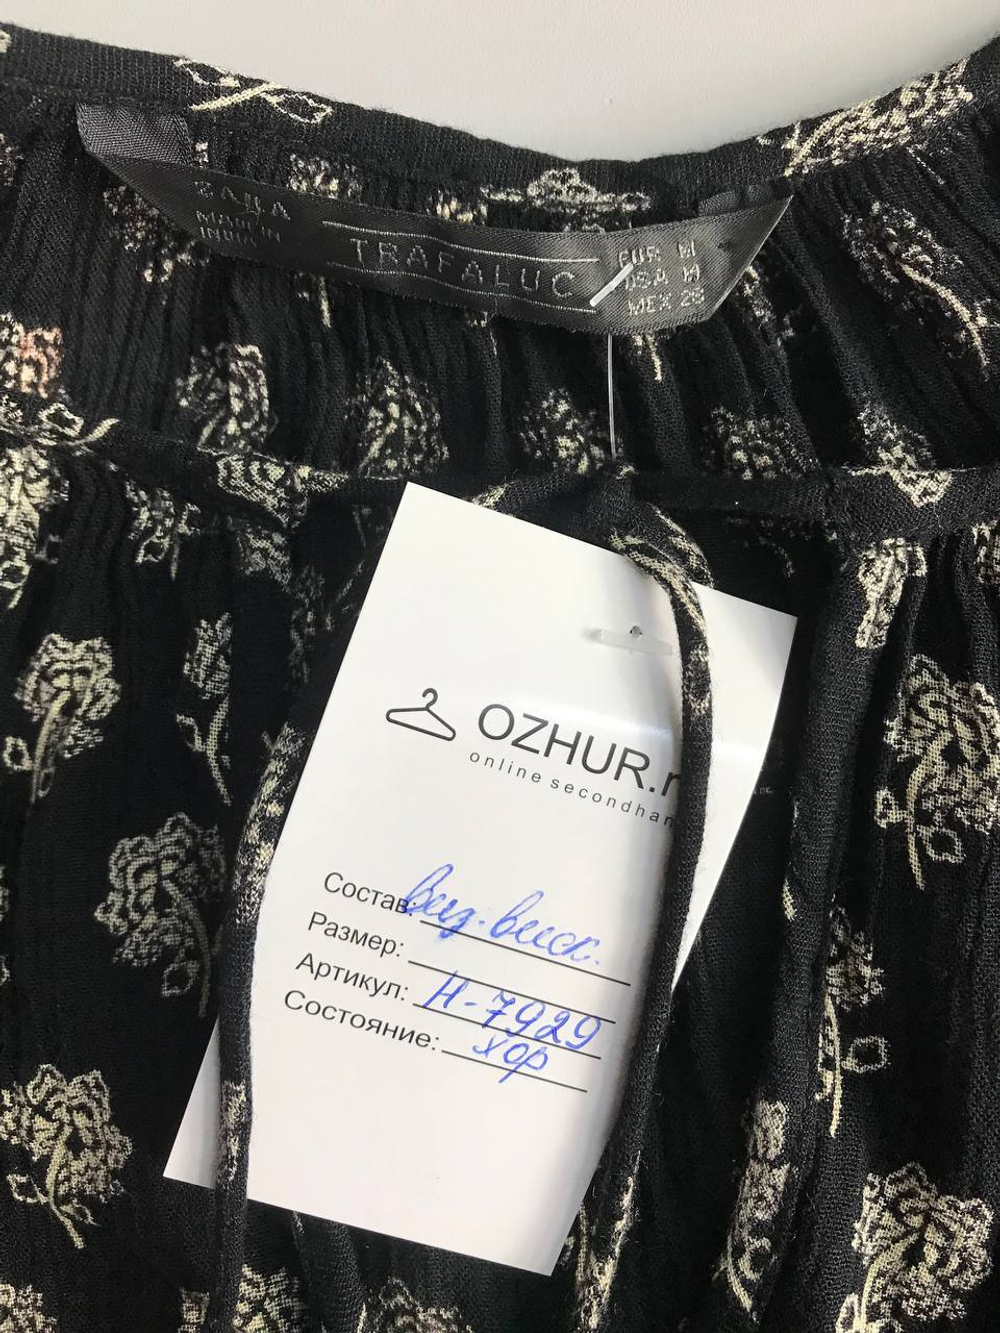 ZARA
MADE IN
INDIA
TRAFALUC
EUR M
USA M
MEX 28
OZHUR.r
online secondhan
Состав: вид. виск.
Размер:
Артикул: Н-7929
Состояние: хор